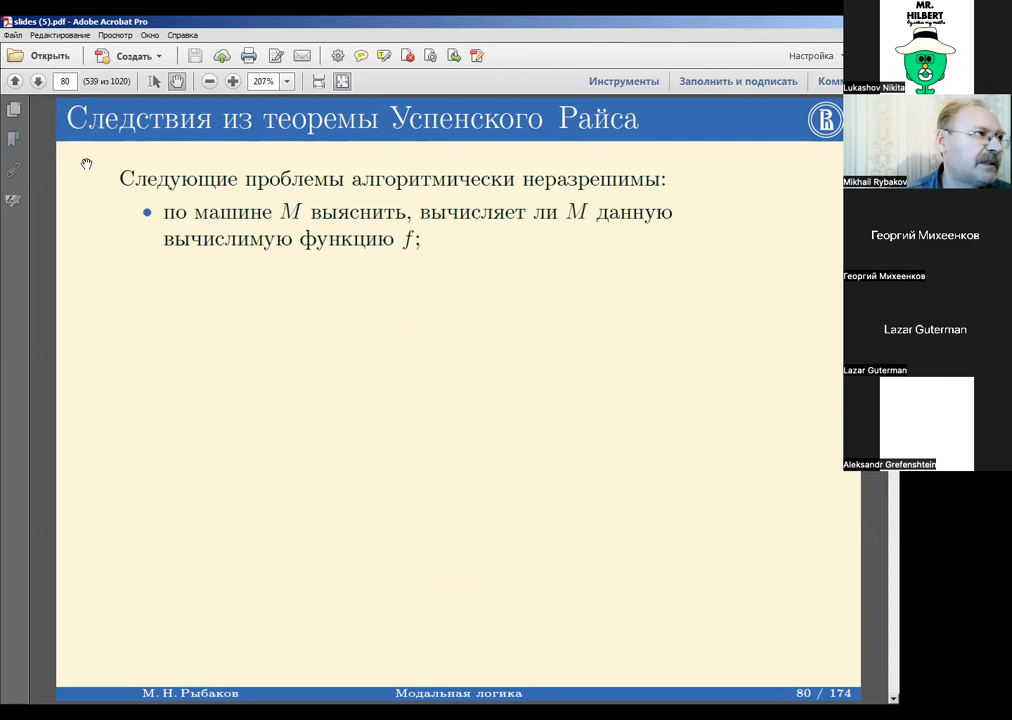 slides (5).pdf - Adobe Acrobat Pro
Файл Редактирование Просмотр Окно Справка
Открыть Создать Настройка
80 (539 из 1020) 207% Инструменты Заполнить и подписать Комм
Следствия из теоремы Успенского Райса
Следующие проблемы алгоритмически неразрешимы:
• по машине M выяснить, вычисляет ли M данную
вычислимую функцию f;
М. Н. Рыбаков Модальная логика 80 / 174
MR.
HILBERT
Lukashov Nikita
Mikhail Rybakov
Георгий Михеенков
Георгий Михеенков
Lazar Guterman
Lazar Guterman
Aleksandr Grefenshtein